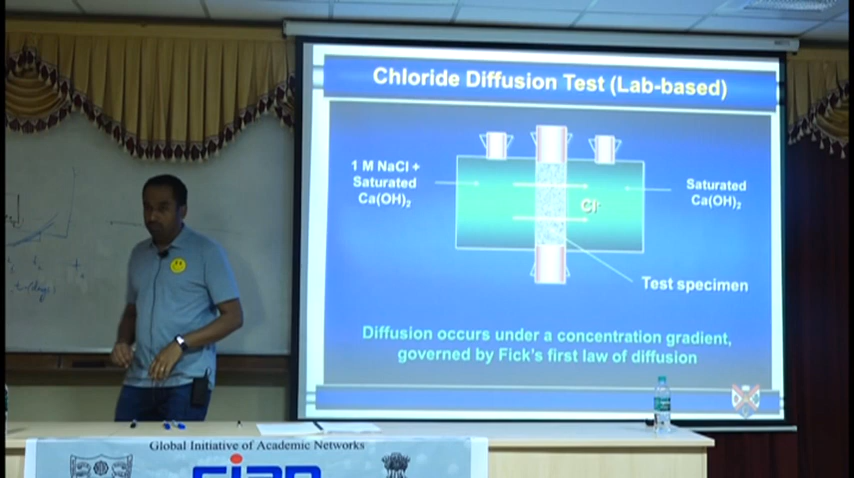 Chloride Diffusion Test (Lab-based)
1 M NaCl +
Saturated
Ca(OH)₂
Cl⁻
Saturated
Ca(OH)₂
Test specimen
Diffusion occurs under a concentration gradient,
governed by Fick's first law of diffusion
Global Initiative of Academic Networks
gian